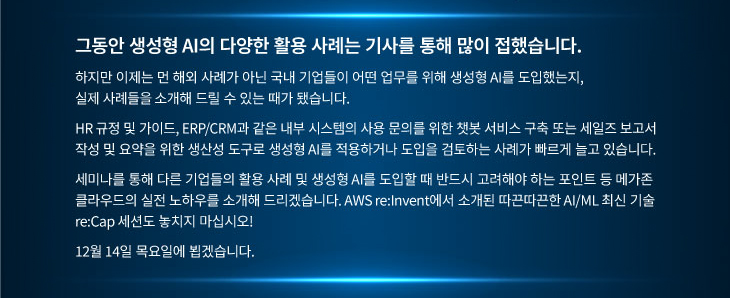 그동안 생성형 AI의 다양한 활용 사례는 기사를 통해 많이 접했습니다.
하지만 이제는 먼 해외 사례가 아닌 국내 기업들이 어떤 업무를 위해 생성형 AI를 도입했는지,
실제 사례들을 소개해 드릴 수 있는 때가 됐습니다.
HR 규정 및 가이드, ERP/CRM과 같은 내부 시스템의 사용 문의를 위한 챗봇 서비스 구축 또는 세일즈 보고서
작성 및 요약을 위한 생산성 도구로 생성형 AI를 적용하거나 도입을 검토하는 사례가 빠르게 늘고 있습니다.
세미나를 통해 다른 기업들의 활용 사례 및 생성형 AI를 도입할 때 반드시 고려해야 하는 포인트 등 메가존
클라우드의 실전 노하우를 소개해 드리겠습니다. AWS re:Invent에서 소개된 따끈따끈한 AI/ML 최신 기술
re:Cap 세션도 놓치지 마십시오!
12월 14일 목요일에 뵙겠습니다.